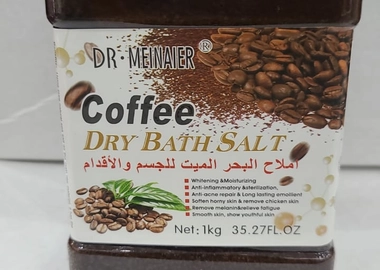 DR·MEINAIER®
Coffee
DRY BATH SALT
املاح البحر الميت للجسم والأقدام
Whitening &Moisturizing
Anti-inflammatory &sterilization,
Anti-acne repair & Long lasting emollient
Soften horny skin & remove chicken skin
Remove melanin&relieve fatigue
Smooth skin, show youthful skin
Net: 1kg 35.27FL.OZ